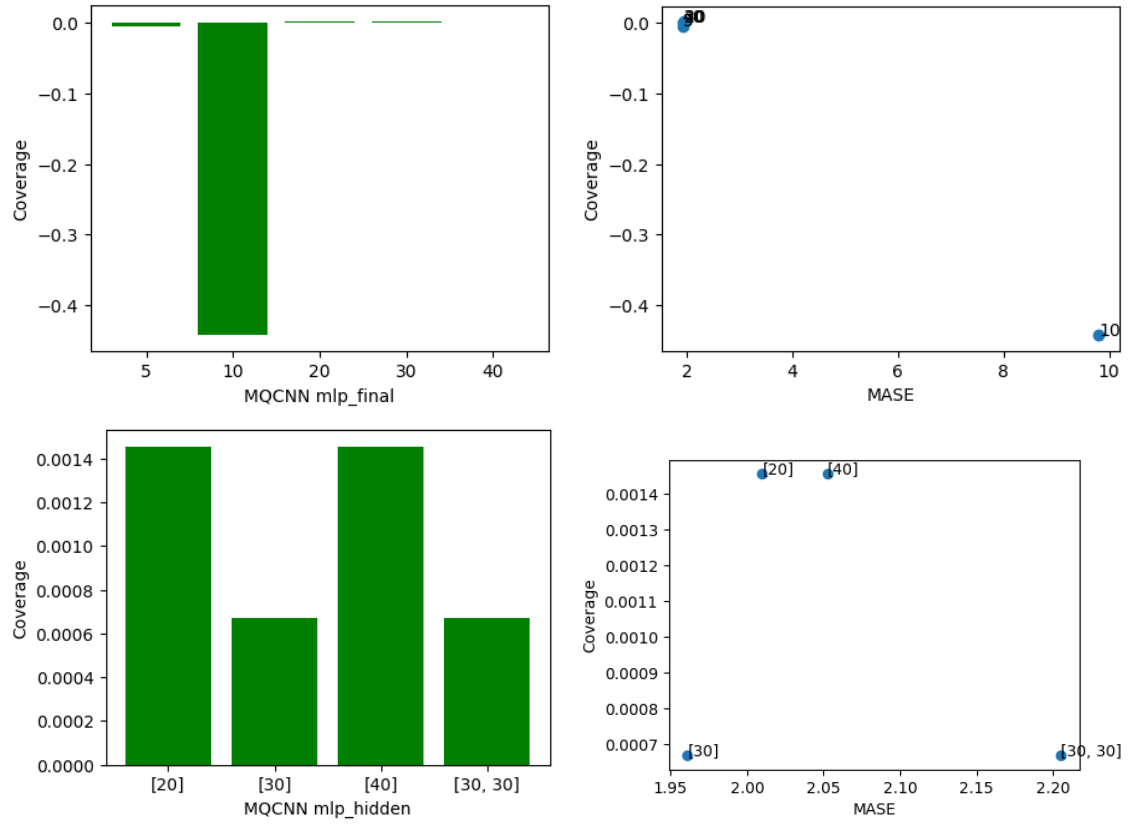 0.0
−0.1
−0.2
−0.3
−0.4
Coverage
5 10 20 30 40
MQCNN mlp_final
0.0
−0.1
−0.2
−0.3
−0.4
Coverage
10
2 4 6 8 10
MASE
0.0014
0.0012
0.0010
0.0008
0.0006
0.0004
0.0002
0.0000
Coverage
[20] [30] [40] [30, 30]
MQCNN mlp_hidden
0.0014
0.0013
0.0012
0.0011
0.0010
0.0009
0.0008
0.0007
Coverage
[20] [40]
[30] [30, 30]
1.95 2.00 2.05 2.10 2.15 2.20
MASE